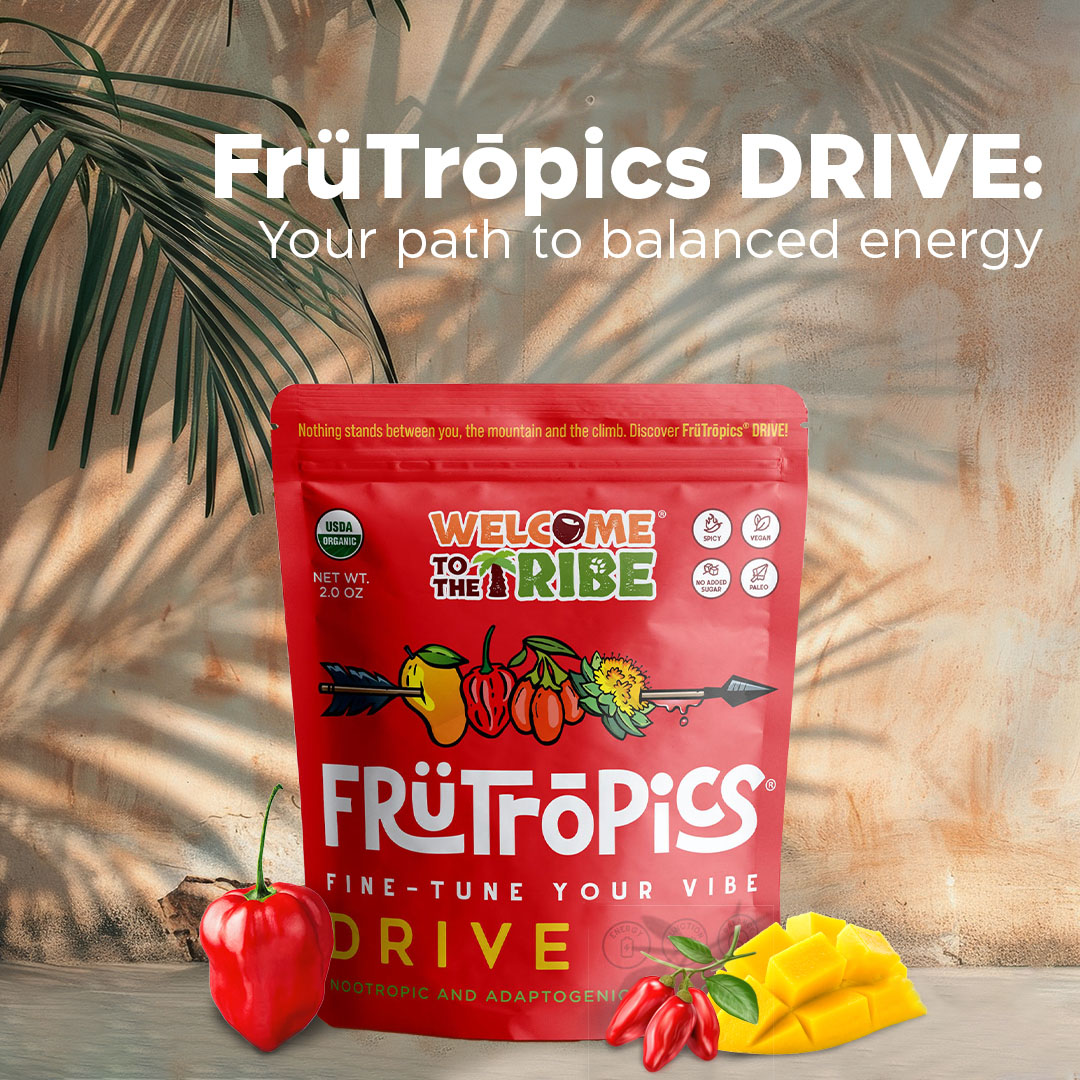 FrüTrōpics DRIVE:
Your path to balanced energy
Nothing stands between you, the mountain and the climb. Discover FrüTrōpics® DRIVE!
USDA
ORGANIC
NET WT.
2.0 OZ
WELCOME®
TO THE TRIBE
SPICY
VEGAN
NO ADDED
SUGAR
PALEO
FRüTrōPicS®
FINE-TUNE YOUR VIBE
DRIVE
ENERGY
NOOTROPIC AND ADAPTOGENIC